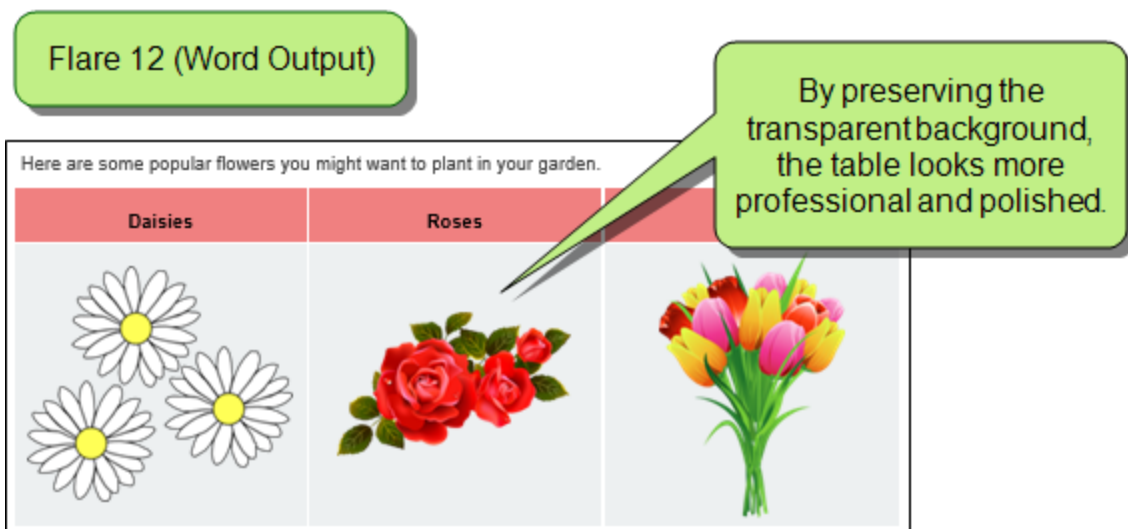 Flare 12 (Word Output)
By preserving the
transparent background,
the table looks more
professional and polished.
Here are some popular flowers you might want to plant in your garden.
Daisies
Roses